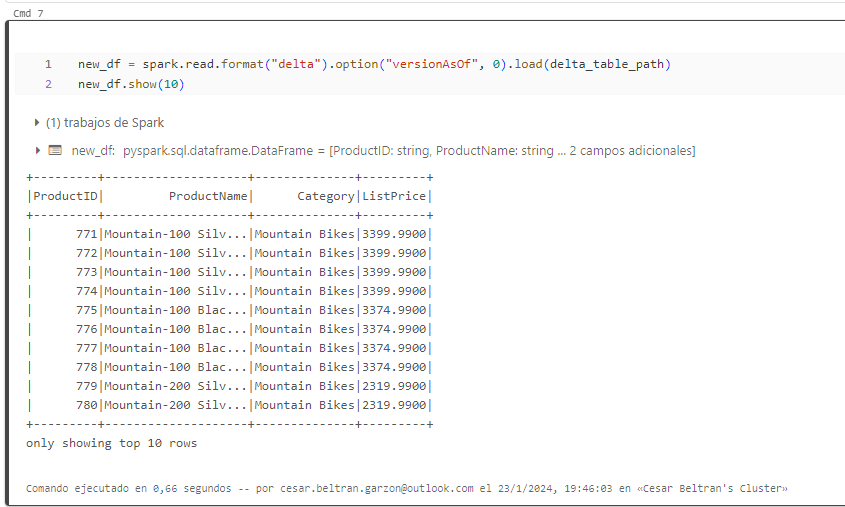 Cmd 7
1 new_df = spark.read.format("delta").option("versionAsOf", 0).load(delta_table_path)
2 new_df.show(10)
(1) trabajos de Spark
new_df: pyspark.sql.dataframe.DataFrame = [ProductID: string, ProductName: string ... 2 campos adicionales]
+---------+-------------------+--------------+---------+
|ProductID|        ProductName|      Category|ListPrice|
+---------+-------------------+--------------+---------+
|      771|Mountain-100 Silv...|Mountain Bikes|3399.9900|
|      772|Mountain-100 Silv...|Mountain Bikes|3399.9900|
|      773|Mountain-100 Silv...|Mountain Bikes|3399.9900|
|      774|Mountain-100 Silv...|Mountain Bikes|3399.9900|
|      775|Mountain-100 Blac...|Mountain Bikes|3374.9900|
|      776|Mountain-100 Blac...|Mountain Bikes|3374.9900|
|      777|Mountain-100 Blac...|Mountain Bikes|3374.9900|
|      778|Mountain-100 Blac...|Mountain Bikes|3374.9900|
|      779|Mountain-200 Silv...|Mountain Bikes|2319.9900|
|      780|Mountain-200 Silv...|Mountain Bikes|2319.9900|
+---------+-------------------+--------------+---------+
only showing top 10 rows
Comando ejecutado en 0,66 segundos -- por cesar.beltran.garzon@outlook.com el 23/1/2024, 19:46:03 en «Cesar Beltran's Cluster»